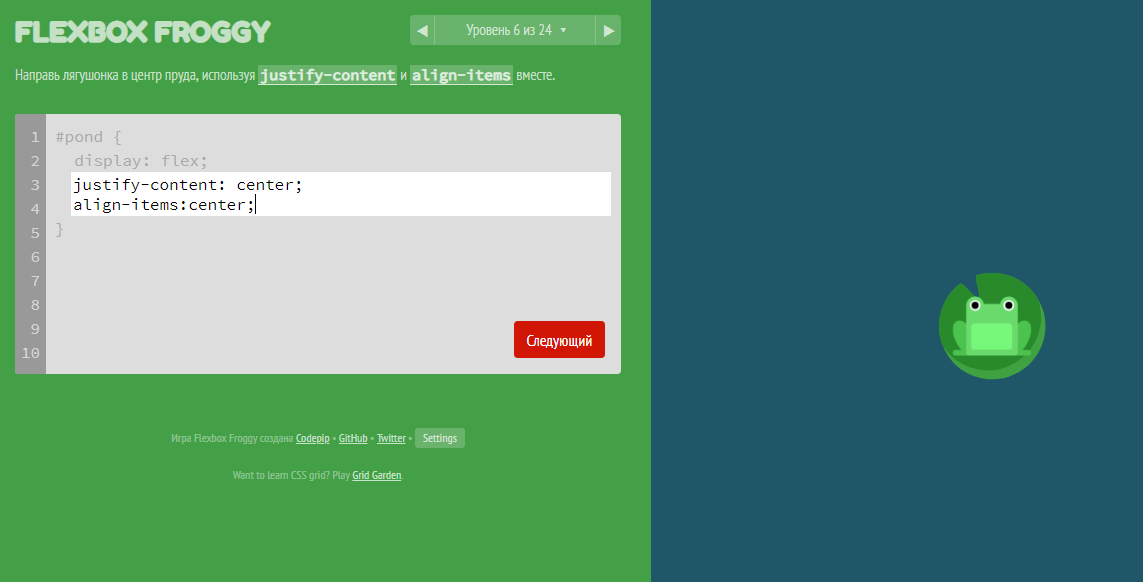 FLEXBOX FROGGY
◀ Уровень 6 из 24 ▼ ▶
Направь лягушонка в центр пруда, используя justify-content и align-items вместе.
1 #pond {
2 display: flex;
3 justify-content: center;
4 align-items:center;
5 }
6
7
8
9
10
Следующий
Игра Flexbox Froggy создана Codepip • GitHub • Twitter • Settings
Want to learn CSS grid? Play Grid Garden.